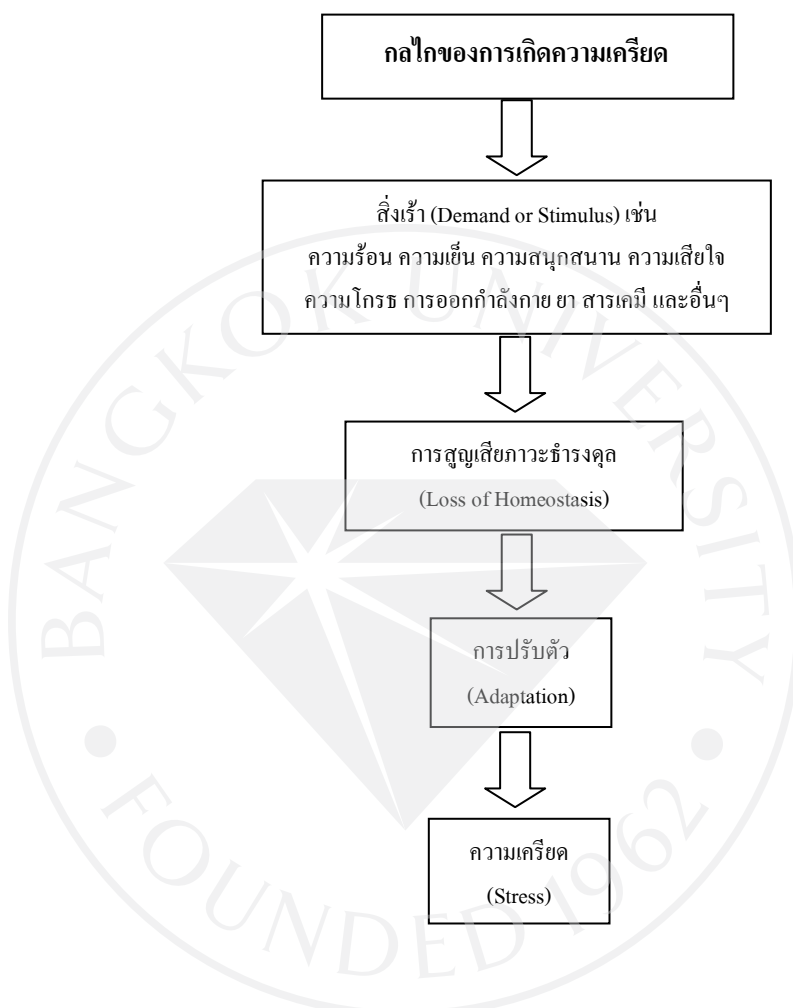 กลไกของการเกิดความเครียด
สิ่งเร้า (Demand or Stimulus) เช่น
ความร้อน ความเย็น ความสนุกสนาน ความเสียใจ
ความโกรธ การออกกำลังกาย ยา สารเคมี และอื่นๆ
การสูญเสียภาวะธำรงดุล
(Loss of Homeostasis)
การปรับตัว
(Adaptation)
ความเครียด
(Stress)
BANGKOK UNIVERSITY
• FOUNDED 1962 •